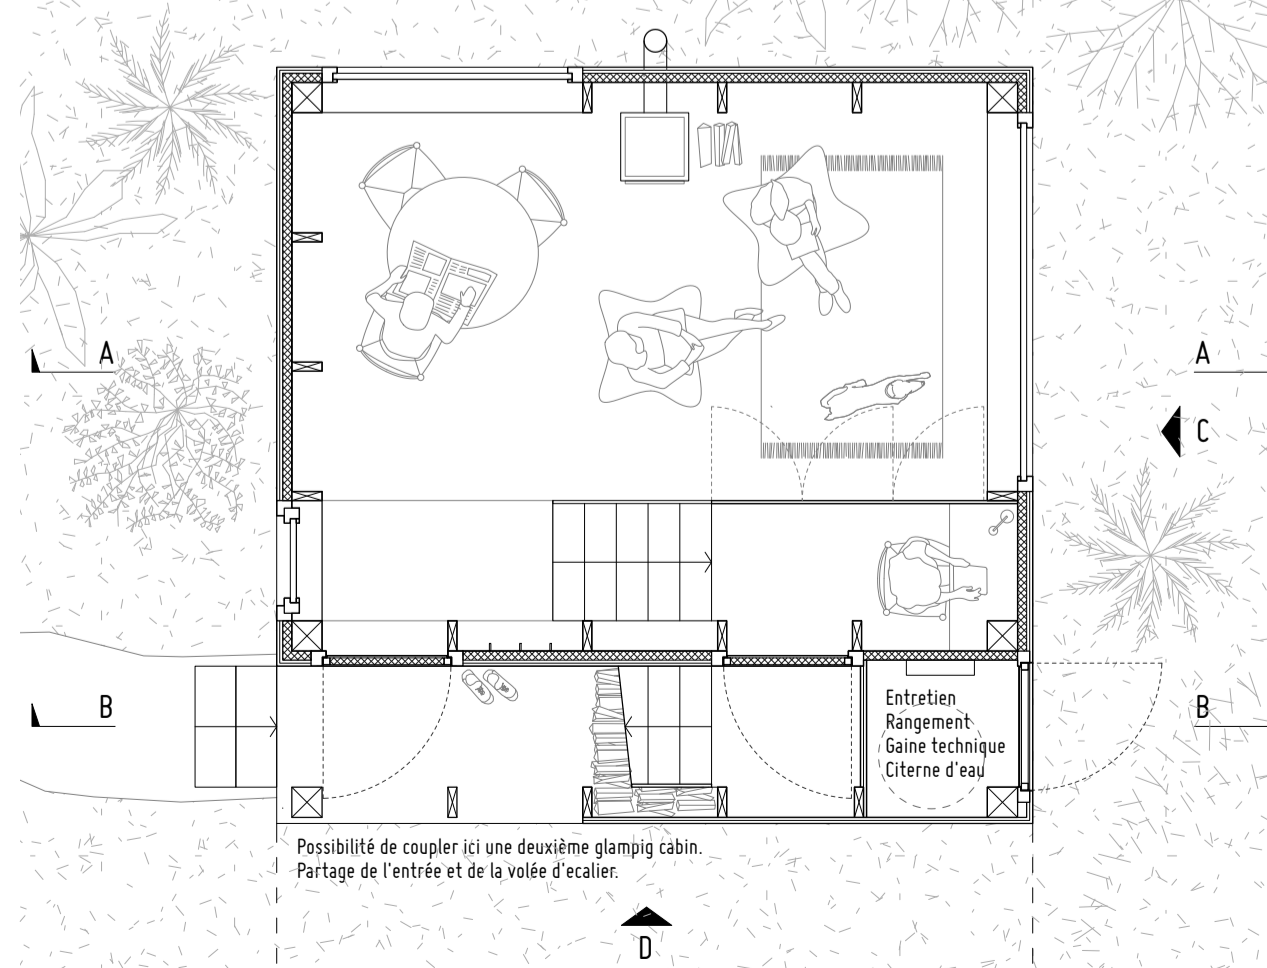 A
A
C
B
B
Entretien
Rangement
Gaine technique
Citerne d'eau
Possibilité de coupler ici une deuxième glampig cabin.
Partage de l'entrée et de la volée d'ecalier.
D